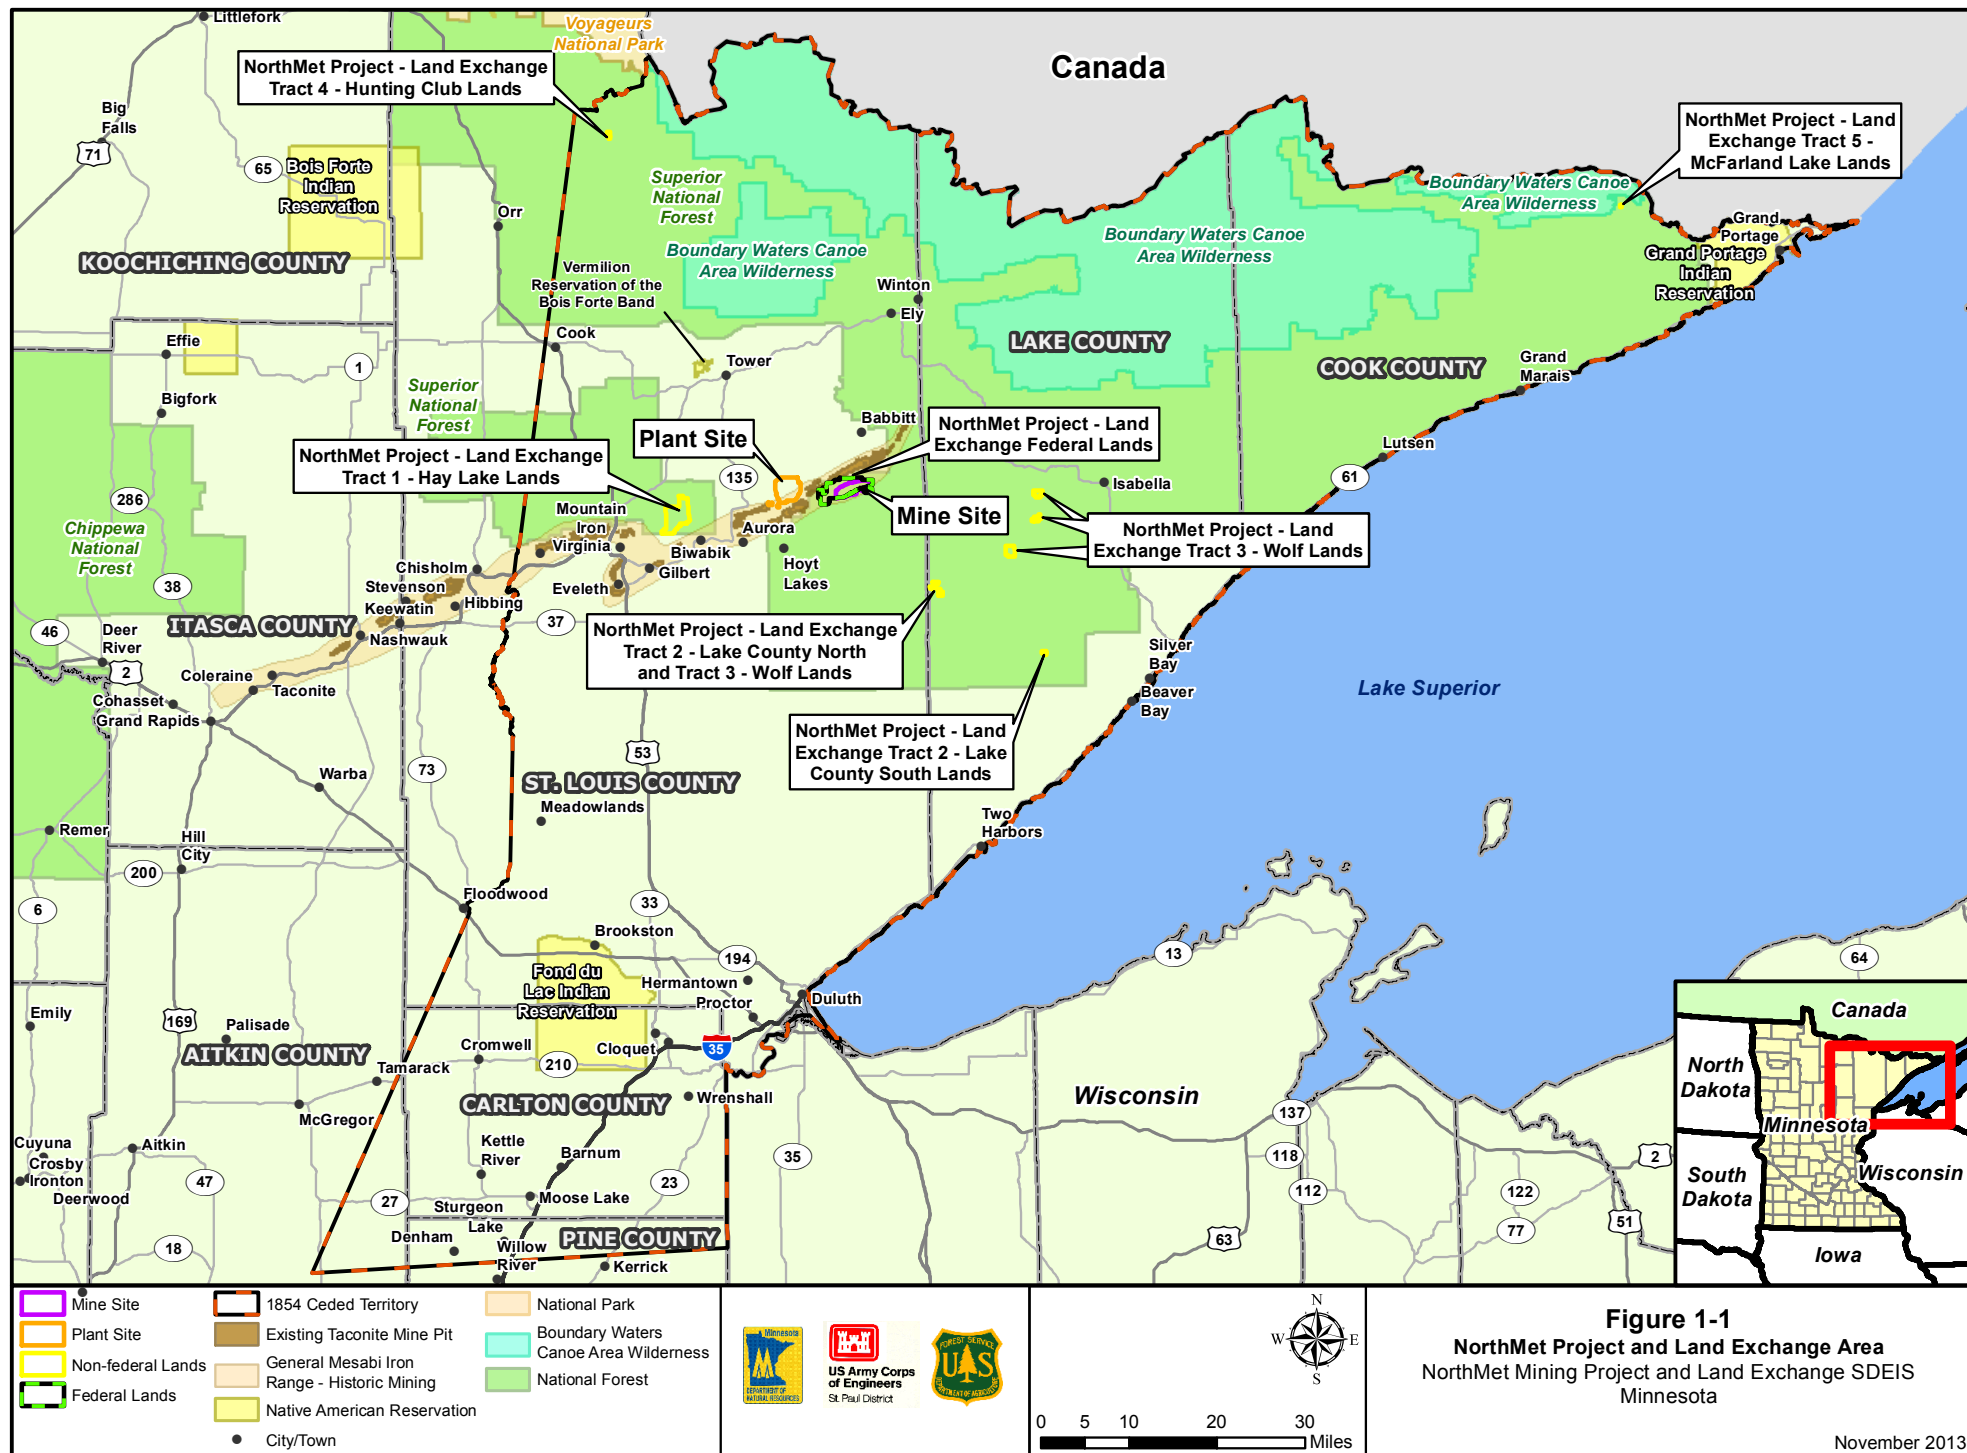 Littlefork
Voyageurs
National Park
Canada
NorthMet Project - Land Exchange
Tract 4 - Hunting Club Lands
Big
Falls
71
65
Bois Forte
Indian
Reservation
KOOCHICHING COUNTY
Orr
Superior
National
Forest
Boundary Waters Canoe
Area Wilderness
Boundary Waters Canoe
Area Wilderness
Boundary Waters Canoe
Area Wilderness
NorthMet Project - Land
Exchange Tract 5 -
McFarland Lake Lands
Grand
Portage
Grand Portage
Indian
Reservation
Vermilion
Reservation of the
Bois Forte Band
Winton
Ely
Cook
Tower
Effie
1
Bigfork
LAKE COUNTY
COOK COUNTY
Grand
Marais
Superior
National
Forest
Babbitt
Plant Site
NorthMet Project - Land
Exchange Federal Lands
Lutsen
61
NorthMet Project - Land Exchange
Tract 1 - Hay Lake Lands
135
Isabella
286
Chippewa
National
Forest
Mountain
Iron
Virginia
Aurora
Mine Site
NorthMet Project - Land
Exchange Tract 3 - Wolf Lands
Biwabik
Gilbert
Hoyt
Lakes
Chisholm
Stevenson
Keewatin
Hibbing
Eveleth
38
37
ITASCA COUNTY
Nashwauk
46
Deer
River
2
NorthMet Project - Land Exchange
Tract 2 - Lake County North
and Tract 3 - Wolf Lands
Silver
Bay
Beaver
Bay
Coleraine
Taconite
Cohasset
Grand Rapids
Lake Superior
NorthMet Project - Land
Exchange Tract 2 - Lake
County South Lands
53
73
Warba
ST. LOUIS COUNTY
Meadowlands
Two
Harbors
Remer
Hill
City
200
6
Floodwood
33
Brookston
194
13
64
Fond du
Lac Indian
Reservation
Hermantown
Proctor
Duluth
Emily
169
Palisade
AITKIN COUNTY
Cromwell
Cloquet
35
210
Tamarack
McGregor
CARLTON COUNTY
Wrenshall
Wisconsin
137
Cuyuna
Crosby
Ironton
Deerwood
Aitkin
Kettle
River
Barnum
35
118
2
47
27
Moose Lake
23
112
122
Sturgeon
Lake
77
51
18
Denham
Willow
River
PINE COUNTY
Kerrick
63
Canada
North
Dakota
Minnesota
South
Dakota
Wisconsin
Iowa
Mine Site
Plant Site
Non-federal Lands
Federal Lands
1854 Ceded Territory
Existing Taconite Mine Pit
General Mesabi Iron
Range - Historic Mining
Native American Reservation
City/Town
National Park
Boundary Waters
Canoe Area Wilderness
National Forest
Minnesota
DEPARTMENT OF
NATURAL RESOURCES
US Army Corps
of Engineers
St. Paul District
FOREST SERVICE
U S
DEPARTMENT OF AGRICULTURE
N
W E
S
0 5 10 20 30
Miles
Figure 1-1
NorthMet Project and Land Exchange Area
NorthMet Mining Project and Land Exchange SDEIS
Minnesota
November 2013